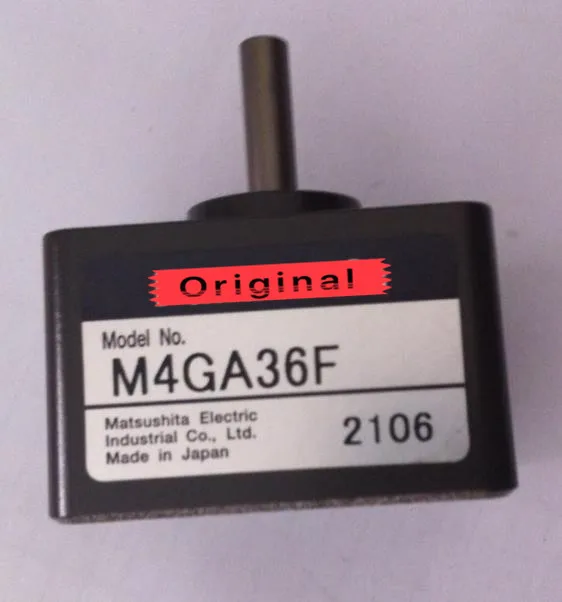 Original
Model No.
M4GA36F
Matsushita Electric
Industrial Co., Ltd.
Made in Japan
2106